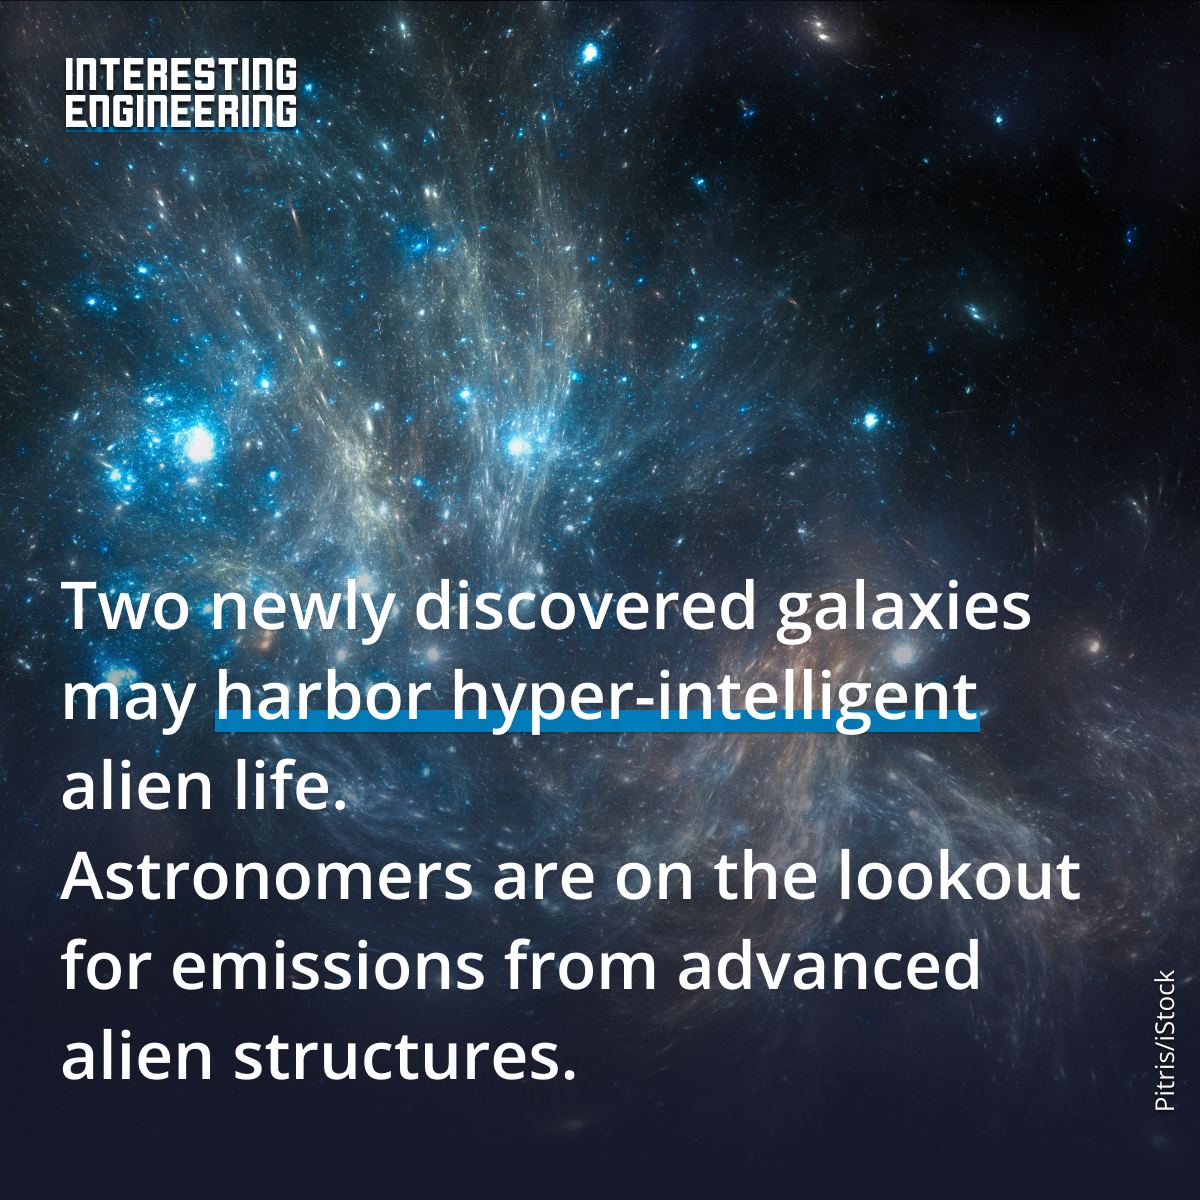 INTERESTING
ENGINEERING
Two newly discovered galaxies
may harbor hyper-intelligent
alien life.
Astronomers are on the lookout
for emissions from advanced
alien structures.
Pitris/iStock